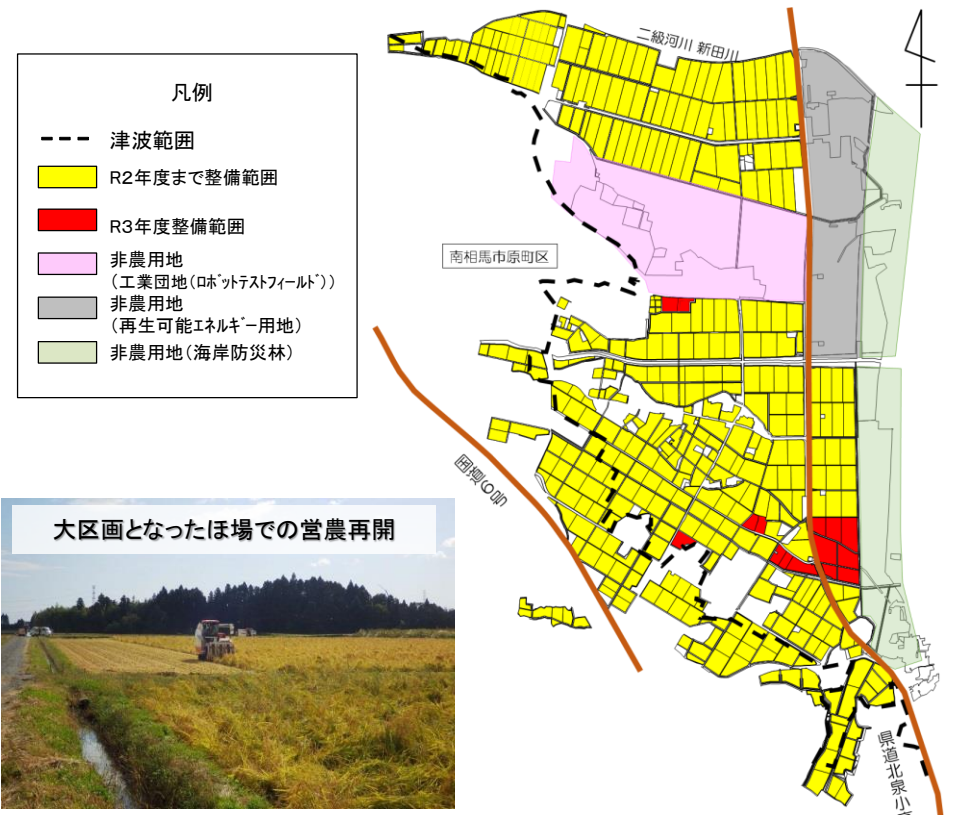 凡例
津波範囲
R2年度まで整備範囲
R3年度整備範囲
非農用地
（工業団地（ﾛﾎﾞｯﾄﾃｽﾄﾌｨｰﾙﾄﾞ））
非農用地
（再生可能ｴﾈﾙｷﾞｰ用地）
非農用地（海岸防災林）
二級河川 新田川
南相馬市原町区
国道6号
県道北泉小
大区画となったほ場での営農再開